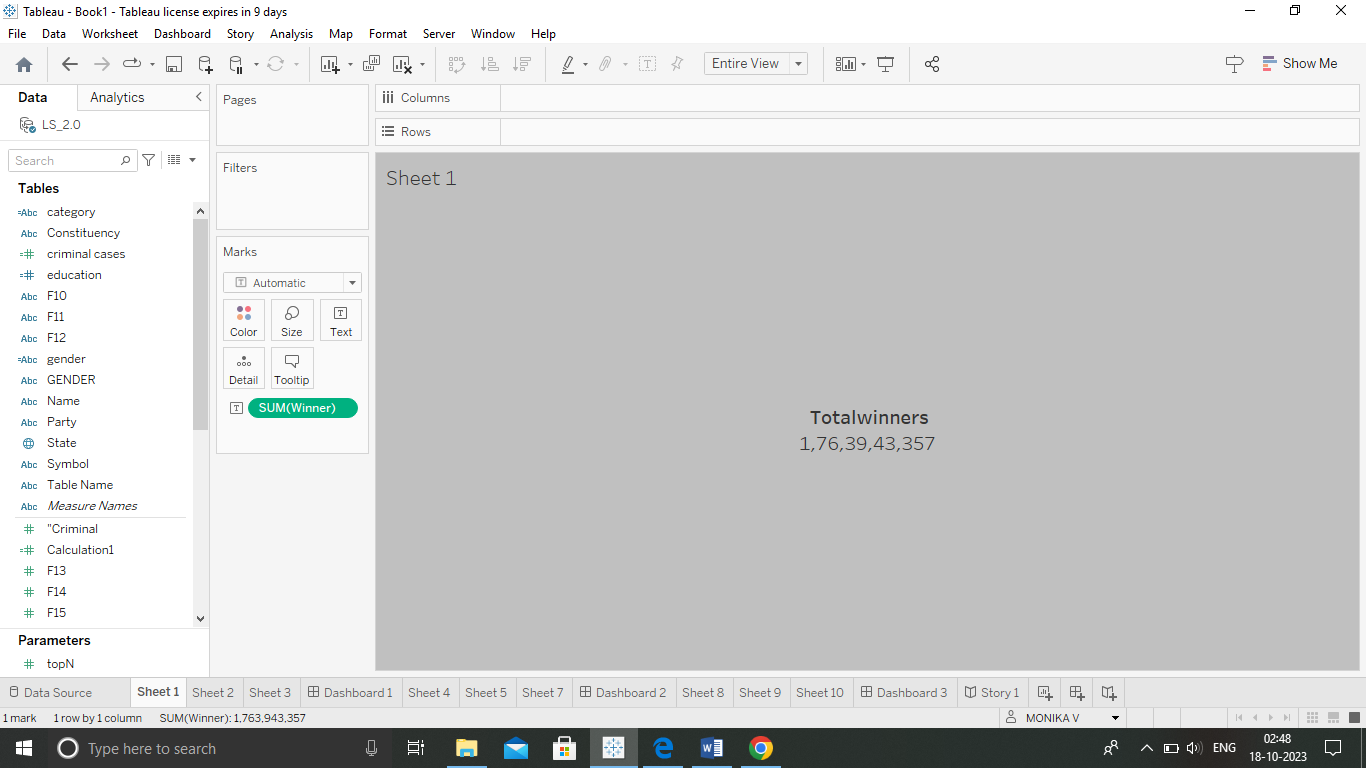 Tableau - Book1 - Tableau license expires in 9 days
File Data Worksheet Dashboard Story Analysis Map Format Server Window Help
Entire View
Show Me
Data Analytics
LS_2.0
Search
Tables
=Abc category
Abc Constituency
criminal cases
education
Abc F10
Abc F11
Abc F12
=Abc gender
Abc GENDER
Abc Name
Abc Party
State
Abc Symbol
Abc Table Name
Abc Measure Names
"Criminal
Calculation1
F13
F14
F15
Parameters
topN
Pages
Filters
Marks
Automatic
Color Size Text
Detail Tooltip
SUM(Winner)
Columns
Rows
Sheet 1
Totalwinners
1,76,39,43,357
Data Source Sheet 1 Sheet 2 Sheet 3 Dashboard 1 Sheet 4 Sheet 5 Sheet 7 Dashboard 2 Sheet 8 Sheet 9 Sheet 10 Dashboard 3 Story 1
1 mark 1 row by 1 column SUM(Winner): 1,763,943,357 MONIKA V
Type here to search
ENG
02:48
18-10-2023